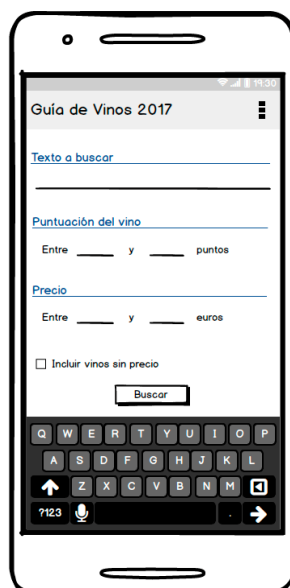 19:30
Guía de Vinos 2017
Texto a buscar
Puntuación del vino
Entre y puntos
Precio
Entre y euros
Incluir vinos sin precio
Buscar
Q W E R T Y U I O P
A S D F G H J K L
Z X C V B N M
?123 .